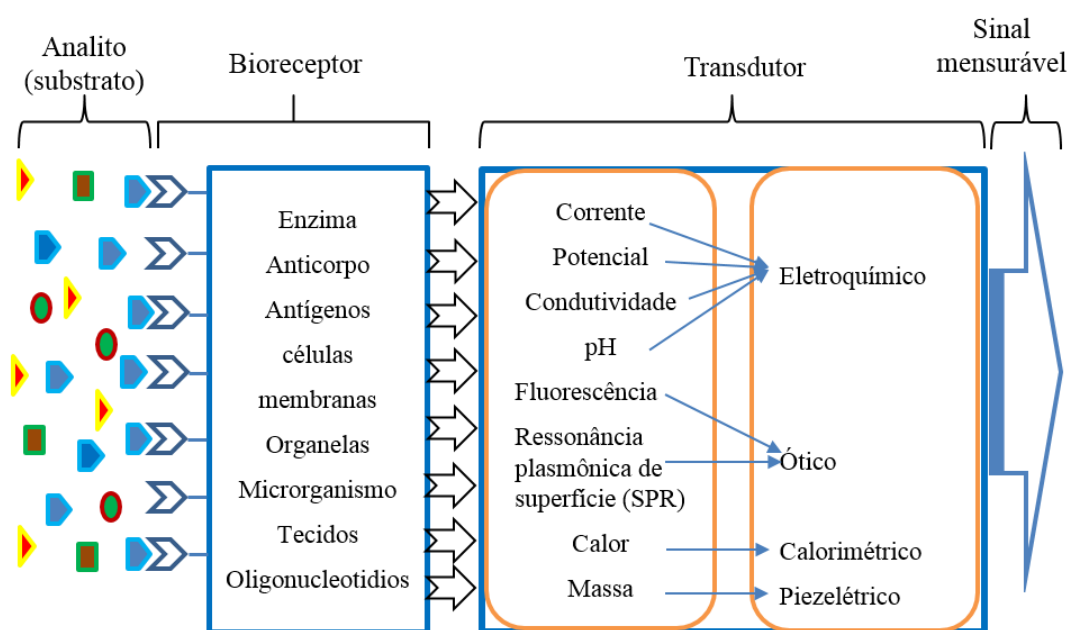 Analito
(substrato)
Bioreceptor
Transdutor
Sinal
mensurável
Enzima
Anticorpo
Antígenos
células
membranas
Organelas
Microrganismo
Tecidos
Oligonucleotidios
Corrente
Potencial
Condutividade
pH
Fluorescência
Ressonância
plasmônica de
superfície (SPR)
Calor
Massa
Eletroquímico
Ótico
Calorimétrico
Piezelétrico